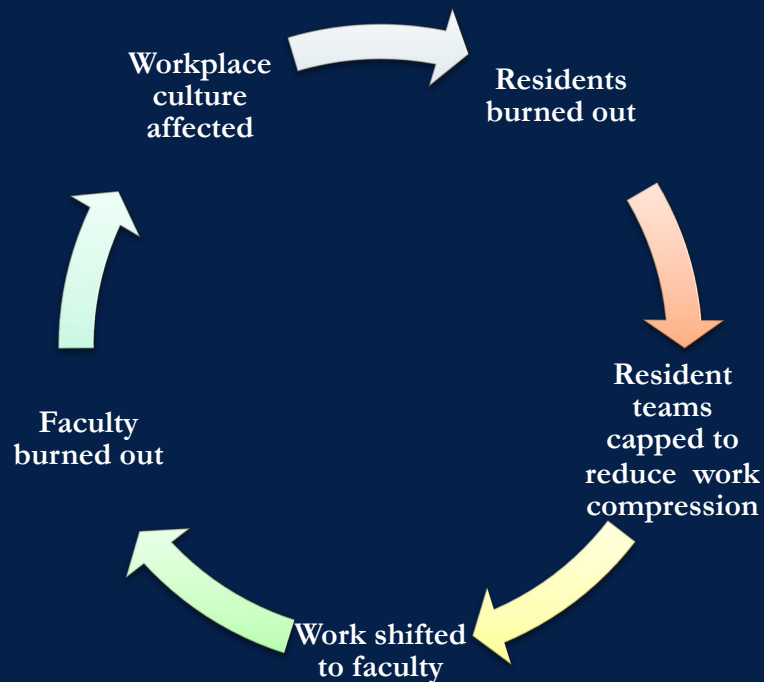 Workplace
culture
affected
Residents
burned out
Resident
teams
capped to
reduce work
compression
Work shifted
to faculty
Faculty
burned out